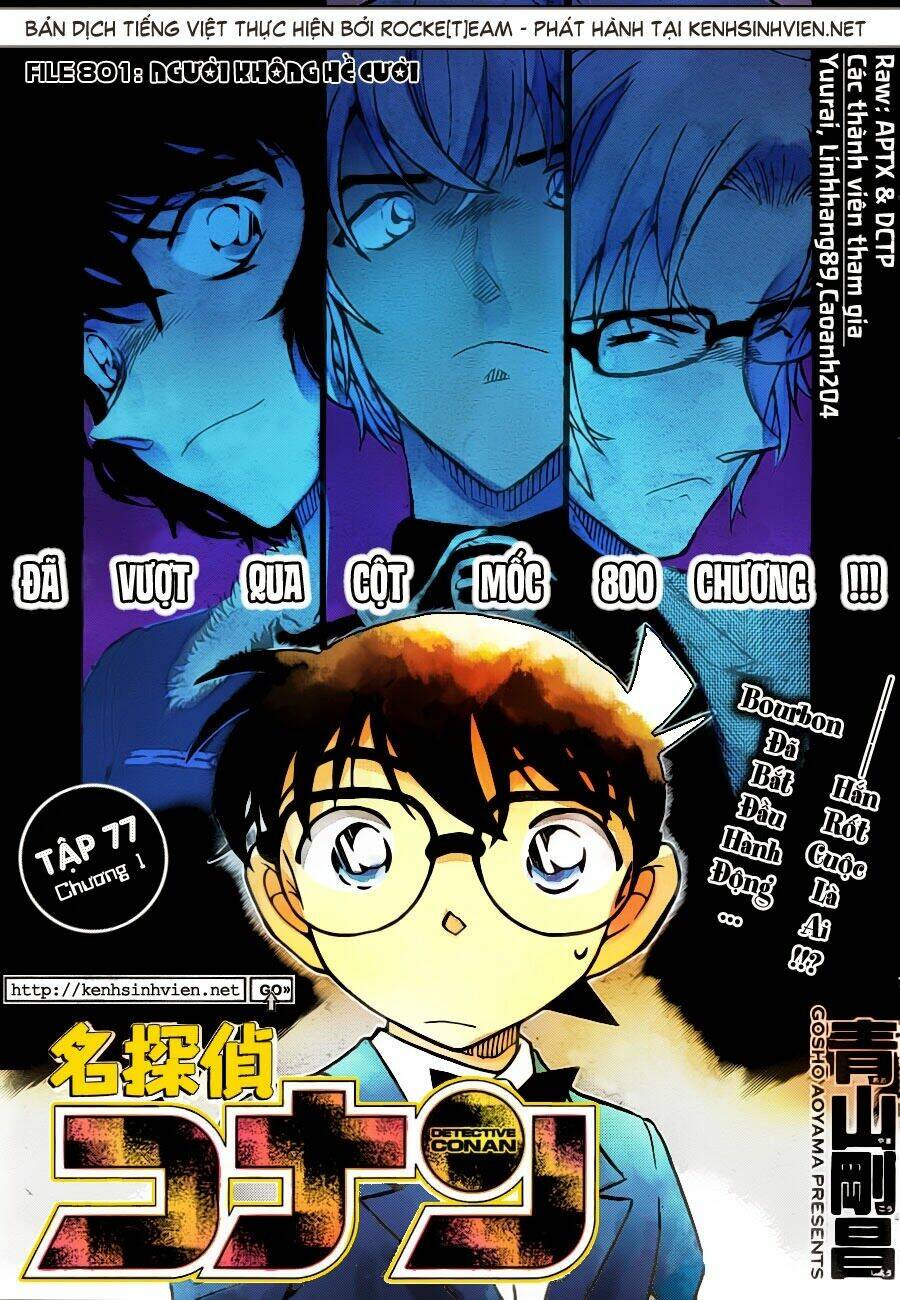 BẢN DỊCH TIẾNG VIỆT THỰC HIỆN BỞI ROCKE[T]EAM - PHÁT HÀNH TẠI KENHSINHVIEN.NET
FILE 801: NGƯỜI KHÔNG HỀ CƯỜI
Raw: APTX & DCTP
Các thành viên tham gia
Yuurai, Linhhang89,Caoanh204
ĐÃ VƯỢT QUA CỘT MỐC 800 CHƯƠNG !!!
Bourbon
Đã
Bắt
Đầu
Hành
Động
...
Hắn
Rốt
Cuộc
Là
Ai
!!?
TẬP 77
Chương 1
http://kenhsinhvien.net GO»
名探偵
コナン
DETECTIVE
CONAN
青山剛昌
GOSHO AOYAMA PRESENTS